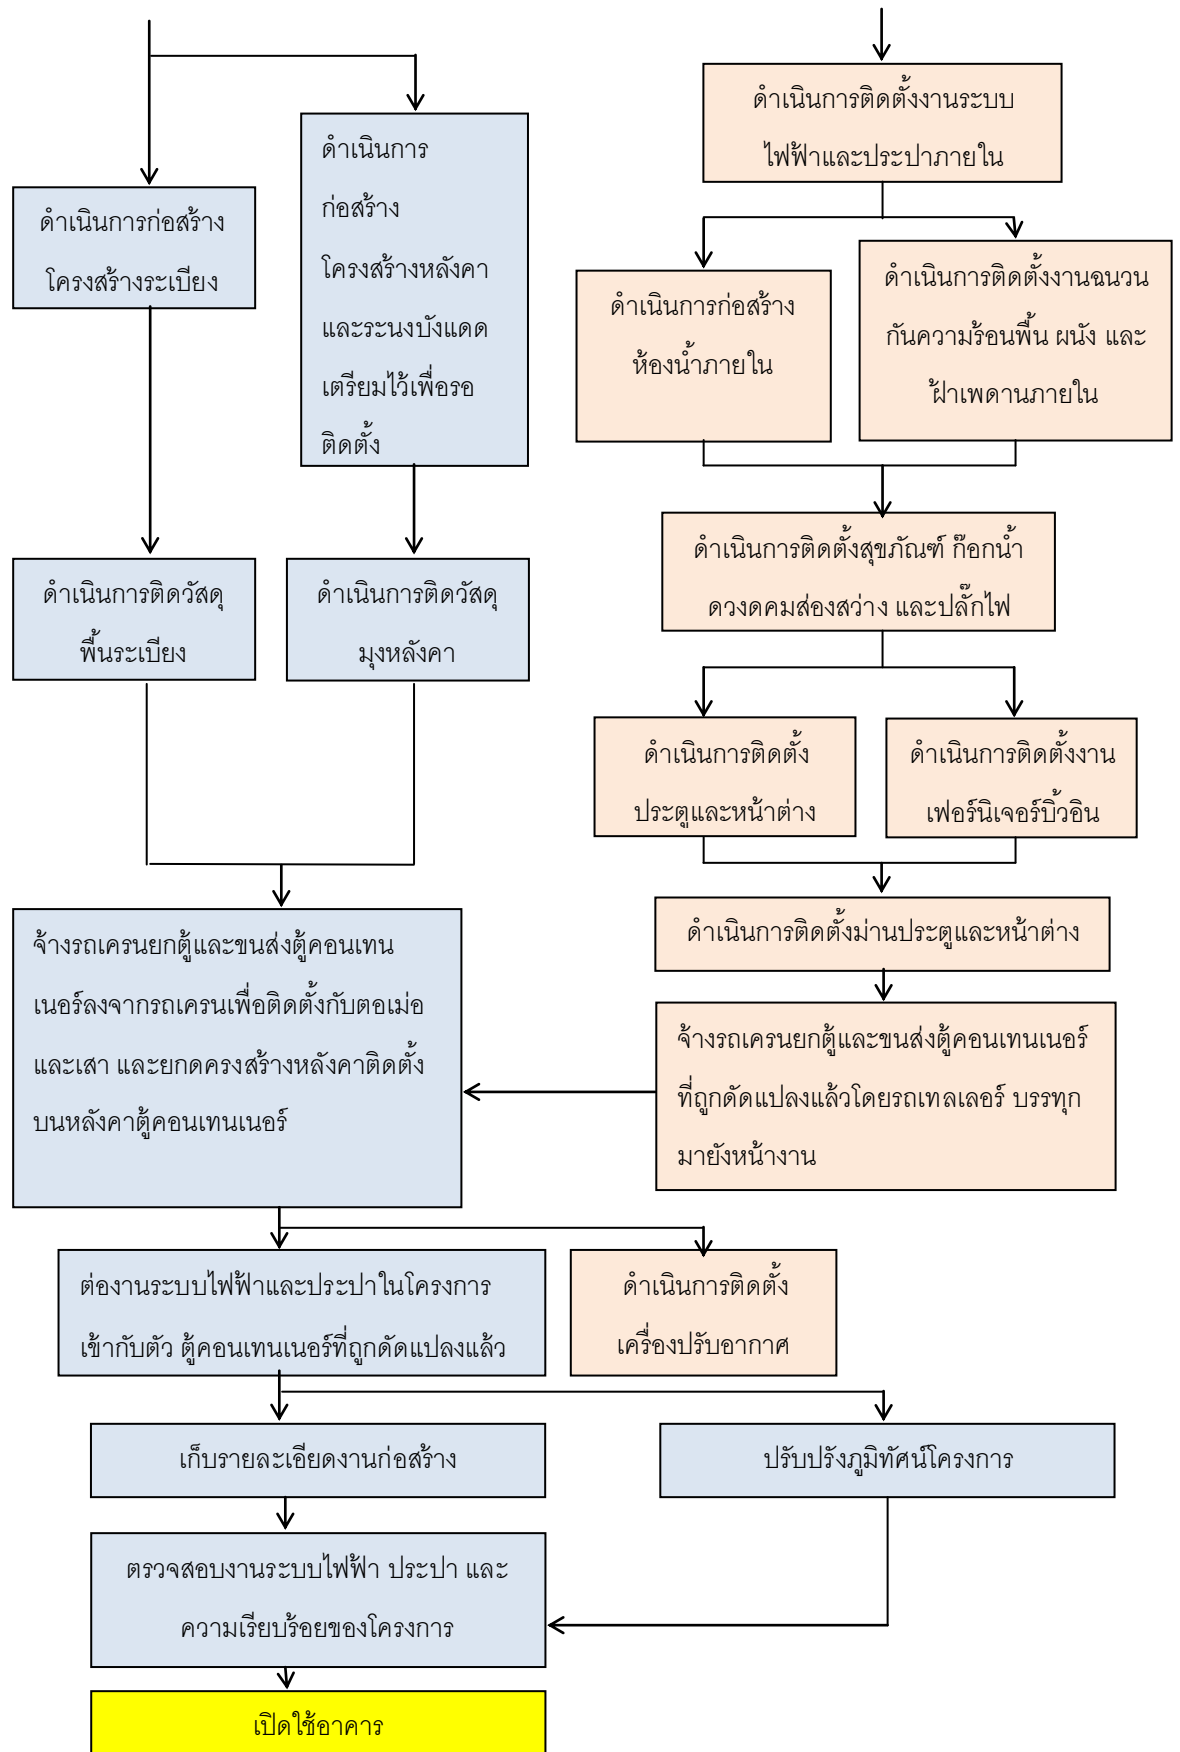 ดำเนินการติดตั้งงานระบบ
ไฟฟ้าและประปาภายใน
ดำเนินการ
ก่อสร้าง
โครงสร้างหลังคา
และระนงบังแดด
เตรียมไว้เพื่อรอ
ติดตั้ง
ดำเนินการก่อสร้าง
โครงสร้างระเบียง
ดำเนินการก่อสร้าง
ห้องน้ำภายใน
ดำเนินการติดตั้งงานฉนวน
กันความร้อนพื้น ผนัง และ
ฝ้าเพดานภายใน
ดำเนินการติดตั้งสุขภัณฑ์ ก๊อกน้ำ
ดวงดคมส่องสว่าง และปลั๊กไฟ
ดำเนินการติดวัสดุ
พื้นระเบียง
ดำเนินการติดวัสดุ
มุงหลังคา
ดำเนินการติดตั้ง
ประตูและหน้าต่าง
ดำเนินการติดตั้งงาน
เฟอร์นิเจอร์บิ้วอิน
ดำเนินการติดตั้งม่านประตูและหน้าต่าง
จ้างรถเครนยกตู้และขนส่งตู้คอนเทน
เนอร์ลงจากรถเครนเพื่อติดตั้งกับตอเม่อ
และเสา และยกดครงสร้างหลังคาติดตั้ง
บนหลังคาตู้คอนเทนเนอร์
จ้างรถเครนยกตู้และขนส่งตู้คอนเทนเนอร์
ที่ถูกดัดแปลงแล้วโดยรถเทลเลอร์ บรรทุก
มายังหน้างาน
ต่องานระบบไฟฟ้าและประปาในโครงการ
เข้ากับตัว ตู้คอนเทนเนอร์ที่ถูกดัดแปลงแล้ว
ดำเนินการติดตั้ง
เครื่องปรับอากาศ
เก็บรายละเอียดงานก่อสร้าง
ปรับปรังภูมิทัศน์โครงการ
ตรวจสอบงานระบบไฟฟ้า ประปา และ
ความเรียบร้อยของโครงการ
เปิดใช้อาคาร